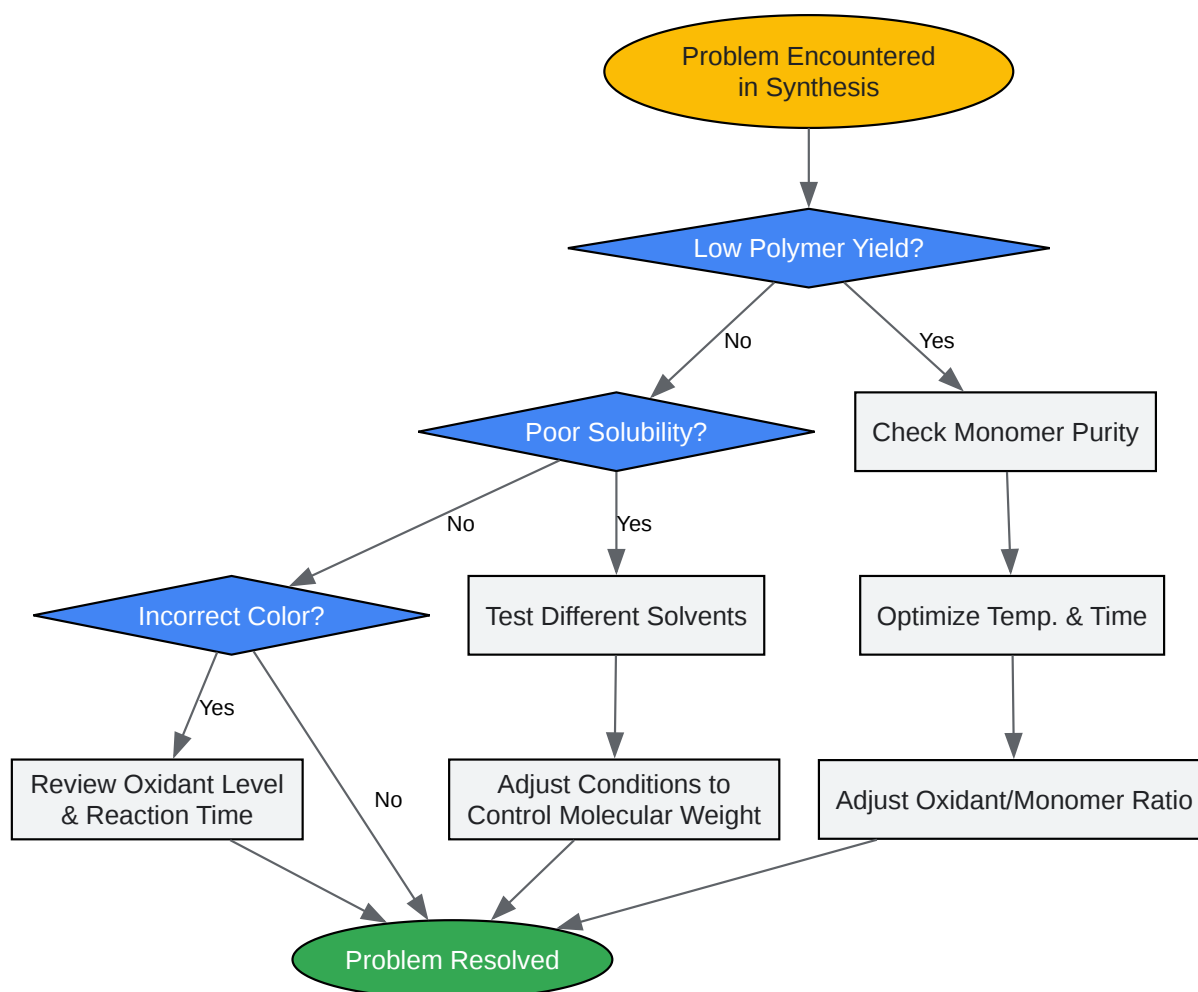 Problem Encountered
in Synthesis
Low Polymer Yield?
No
Yes
Poor Solubility?
Check Monomer Purity
No
Yes
Incorrect Color?
Test Different Solvents
Optimize Temp. & Time
Yes
No
Review Oxidant Level
& Reaction Time
Adjust Conditions to
Control Molecular Weight
Adjust Oxidant/Monomer Ratio
Problem Resolved